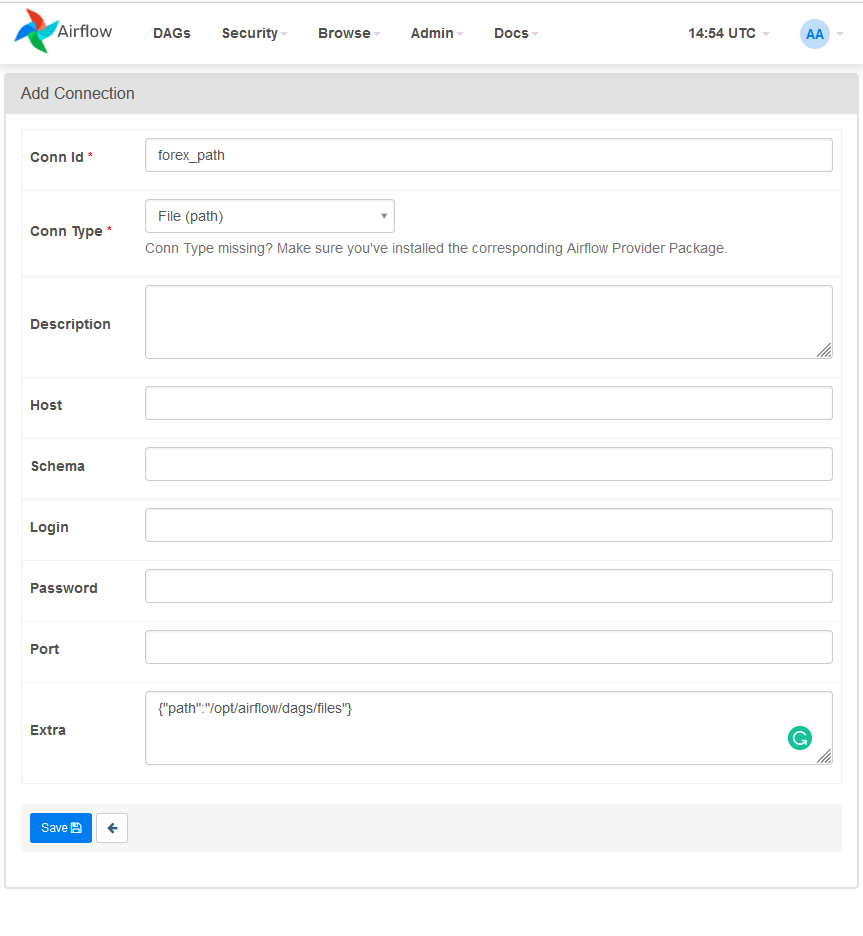 Airflow DAGs Security Browse Admin Docs 14:54 UTC AA
Add Connection
Conn Id * forex_path
Conn Type * File (path)
Conn Type missing? Make sure you've installed the corresponding Airflow Provider Package.
Description
Host
Schema
Login
Password
Port
Extra {"path":"/opt/airflow/dags/files"}
Save